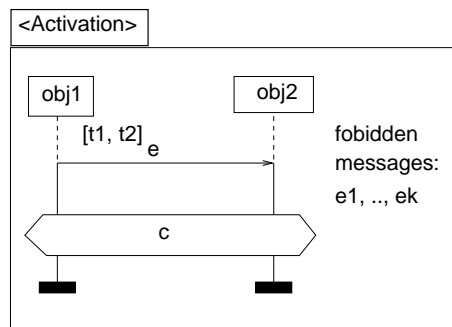 <Activation>
obj1
obj2
[t1, t2]
e
fobidden
messages:
e1, .., ek
c